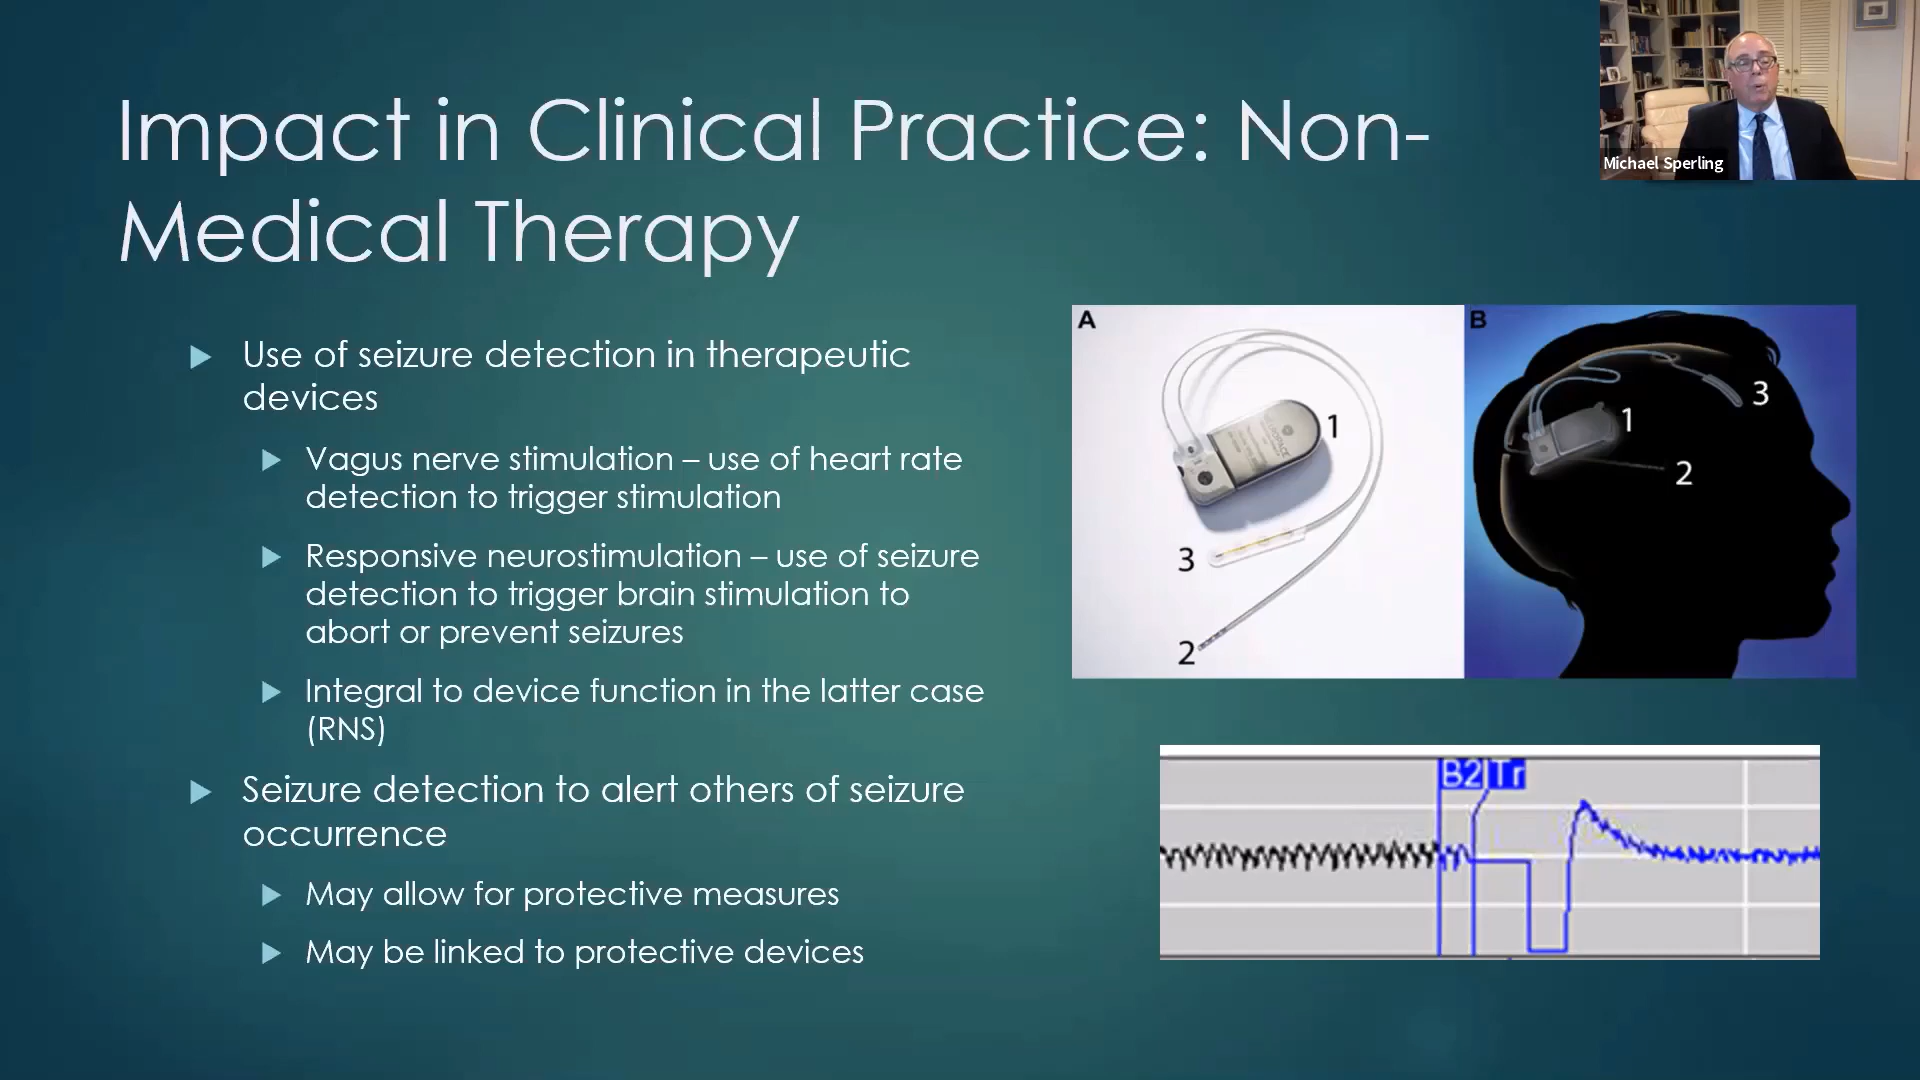 Impact in Clinical Practice: Non-
Medical Therapy
Michael Sperling
Use of seizure detection in therapeutic
devices
Vagus nerve stimulation – use of heart rate
detection to trigger stimulation
Responsive neurostimulation – use of seizure
detection to trigger brain stimulation to
abort or prevent seizures
Integral to device function in the latter case
(RNS)
Seizure detection to alert others of seizure
occurrence
May allow for protective measures
May be linked to protective devices
A
1
3
2
B
1
3
2
B2 Tr